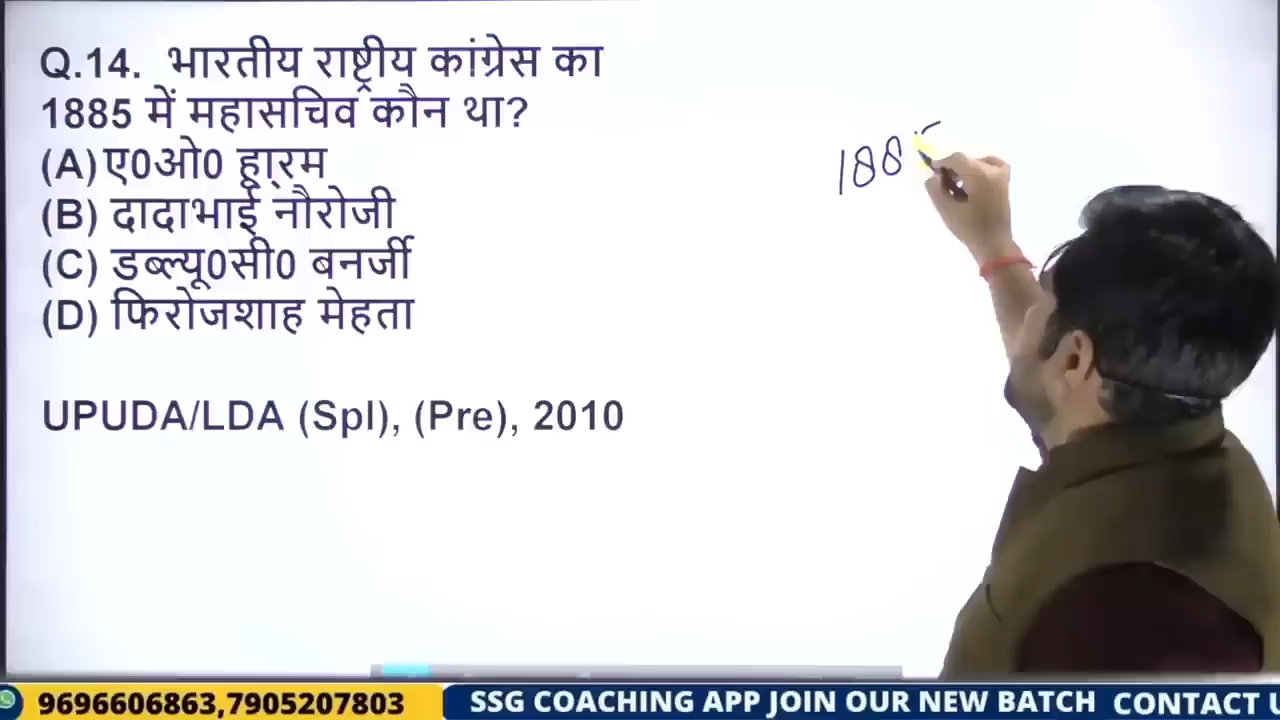 Q.14. भारतीय राष्ट्रीय कांग्रेस का
1885 में महासचिव कौन था?
(A) ए0ओ0 ह्यूरम
(B) दादाभाई नौरोजी
(C) डब्ल्यू0सी0 बनर्जी
(D) फिरोजशाह मेहता
UPUDA/LDA (Spl), (Pre), 2010
188
9696606863,7905207803
SSG COACHING APP JOIN OUR NEW BATCH CONTACT U